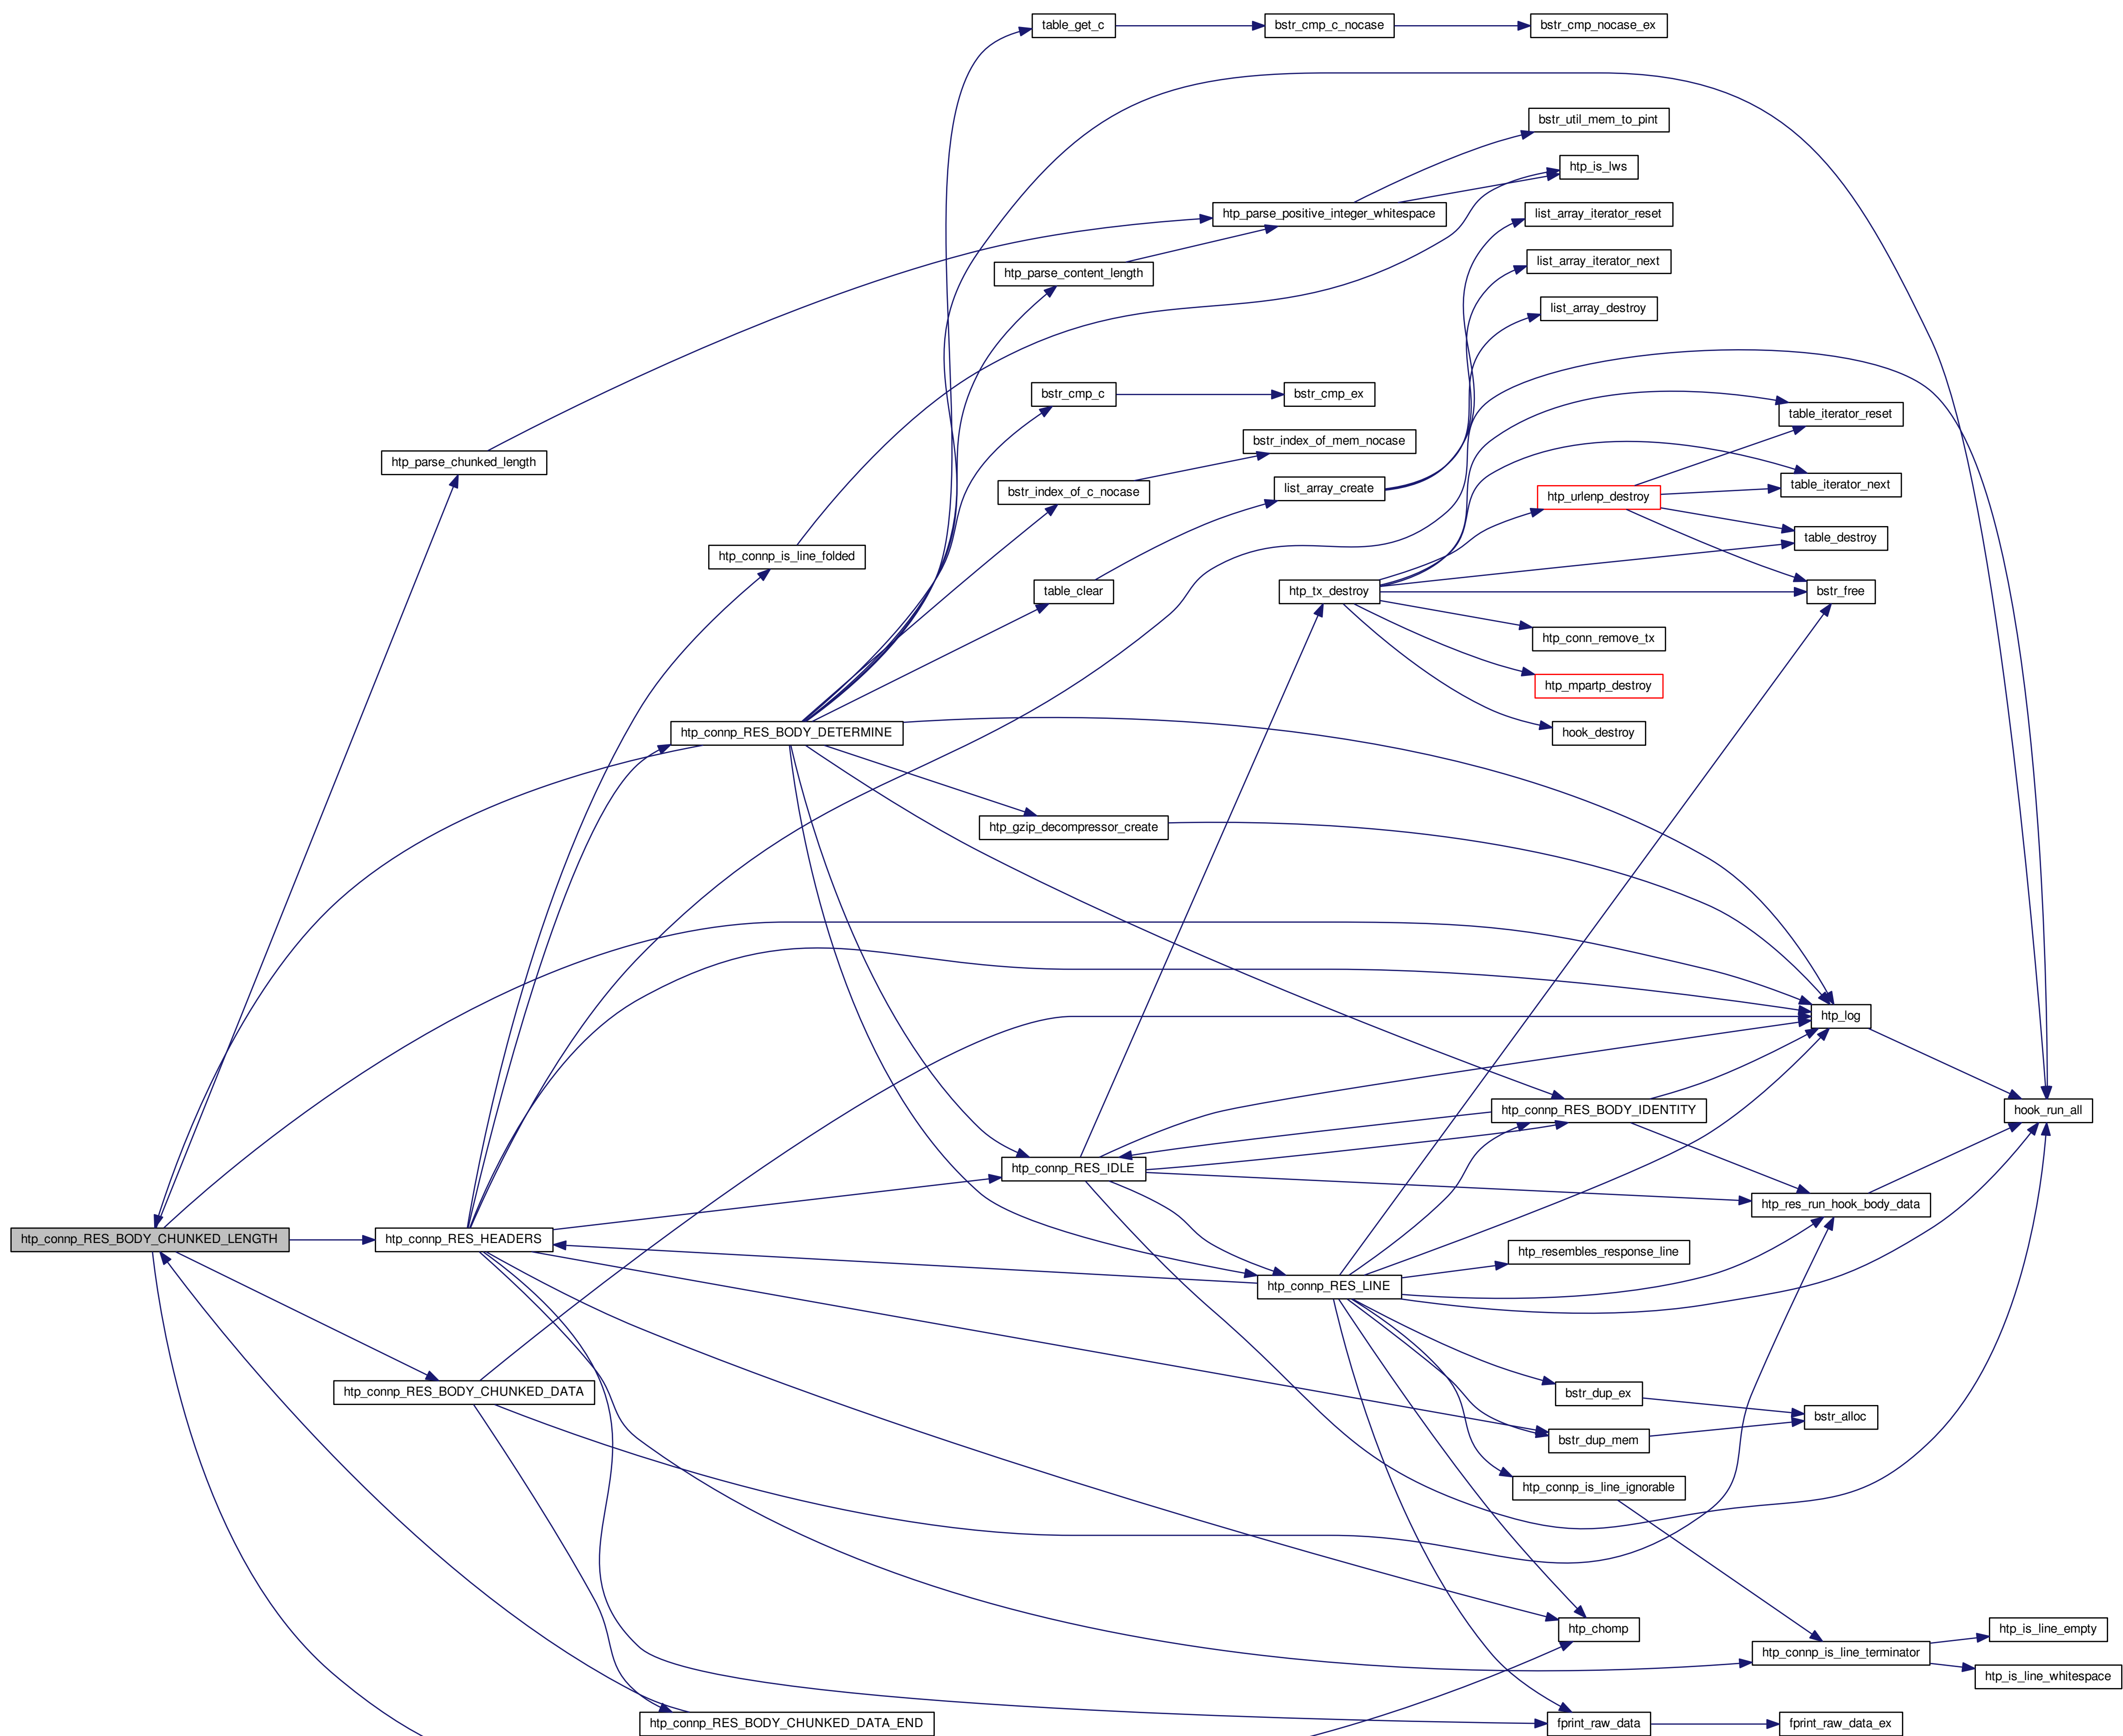 table_get_c
bstr_cmp_c_nocase
bstr_cmp_nocase_ex
bstr_util_mem_to_pint
htp_is_lws
htp_parse_positive_integer_whitespace
list_array_iterator_reset
list_array_iterator_next
htp_parse_content_length
list_array_destroy
bstr_cmp_c
bstr_cmp_ex
table_iterator_reset
bstr_index_of_mem_nocase
htp_parse_chunked_length
bstr_index_of_c_nocase
list_array_create
htp_urlenp_destroy
table_iterator_next
table_destroy
htp_connp_is_line_folded
table_clear
htp_tx_destroy
bstr_free
htp_conn_remove_tx
htp_mpartp_destroy
htp_connp_RES_BODY_DETERMINE
hook_destroy
htp_gzip_decompressor_create
htp_log
htp_connp_RES_BODY_IDENTITY
hook_run_all
htp_connp_RES_IDLE
htp_res_run_hook_body_data
htp_connp_RES_BODY_CHUNKED_LENGTH
htp_connp_RES_HEADERS
htp_resembles_response_line
htp_connp_RES_LINE
htp_connp_RES_BODY_CHUNKED_DATA
bstr_dup_ex
bstr_alloc
bstr_dup_mem
htp_connp_is_line_ignorable
htp_chomp
htp_is_line_empty
htp_connp_is_line_terminator
htp_is_line_whitespace
htp_connp_RES_BODY_CHUNKED_DATA_END
fprint_raw_data
fprint_raw_data_ex